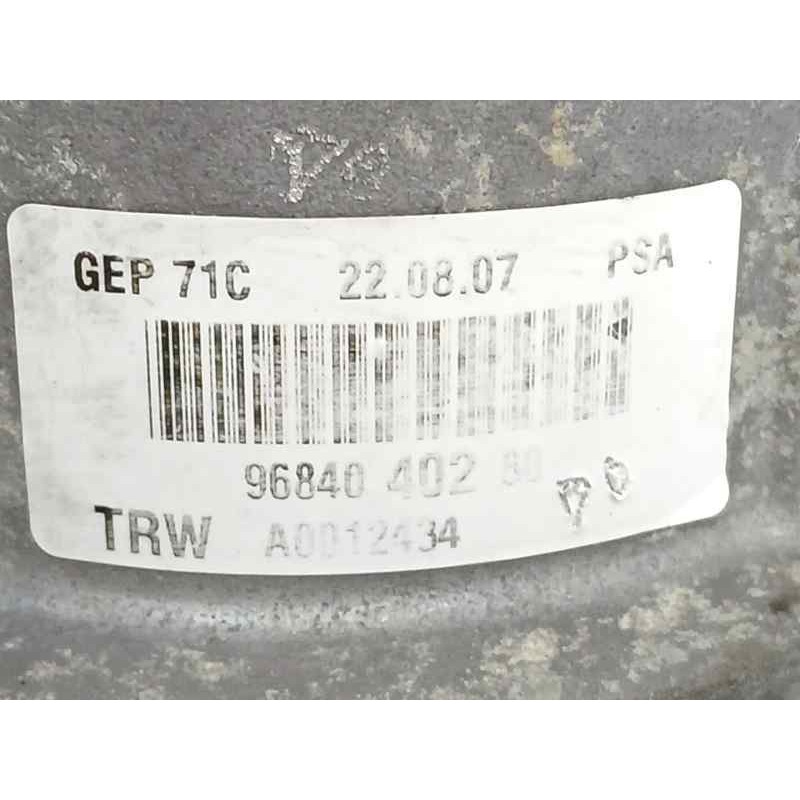 GEP 71C 22.08.07 PSA
96840 402 80
TRW A0012434